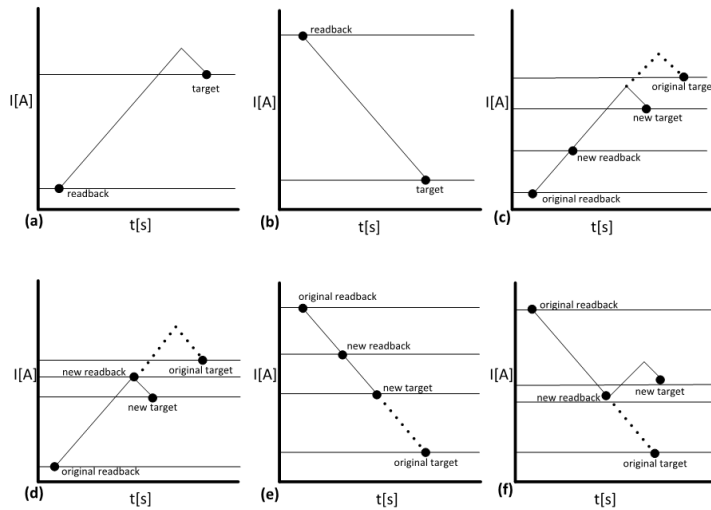 I[A]
target
readback
(a)
t[s]
readback
I[A]
target
(b)
t[s]
I[A]
original targe
new target
new readback
original readback
(c)
t[s]
I[A]
new readback
original target
new target
original readback
(d)
t[s]
original readback
new readback
I[A]
new target
original target
(e)
t[s]
original readback
I[A]
new target
new readback
original target
(f)
t[s]